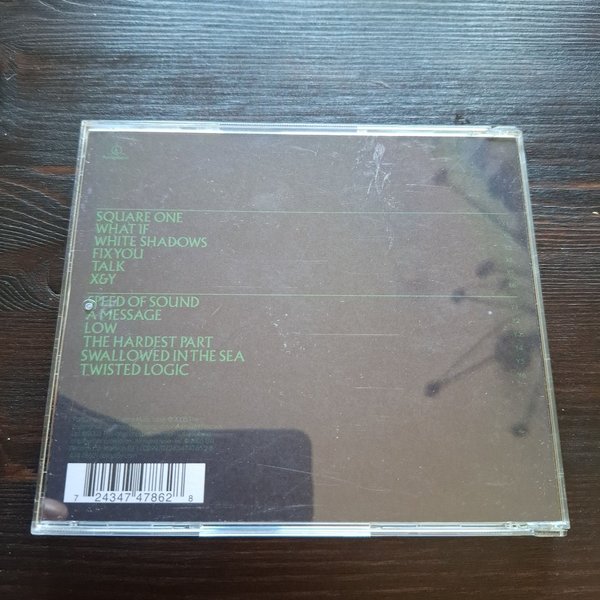 SQUARE ONE
WHAT IF
WHITE SHADOWS
FIX YOU
TALK
X&Y
SPEED OF SOUND
A MESSAGE
LOW
THE HARDEST PART
SWALLOWED IN THE SEA
TWISTED LOGIC
7 24347 47862 8